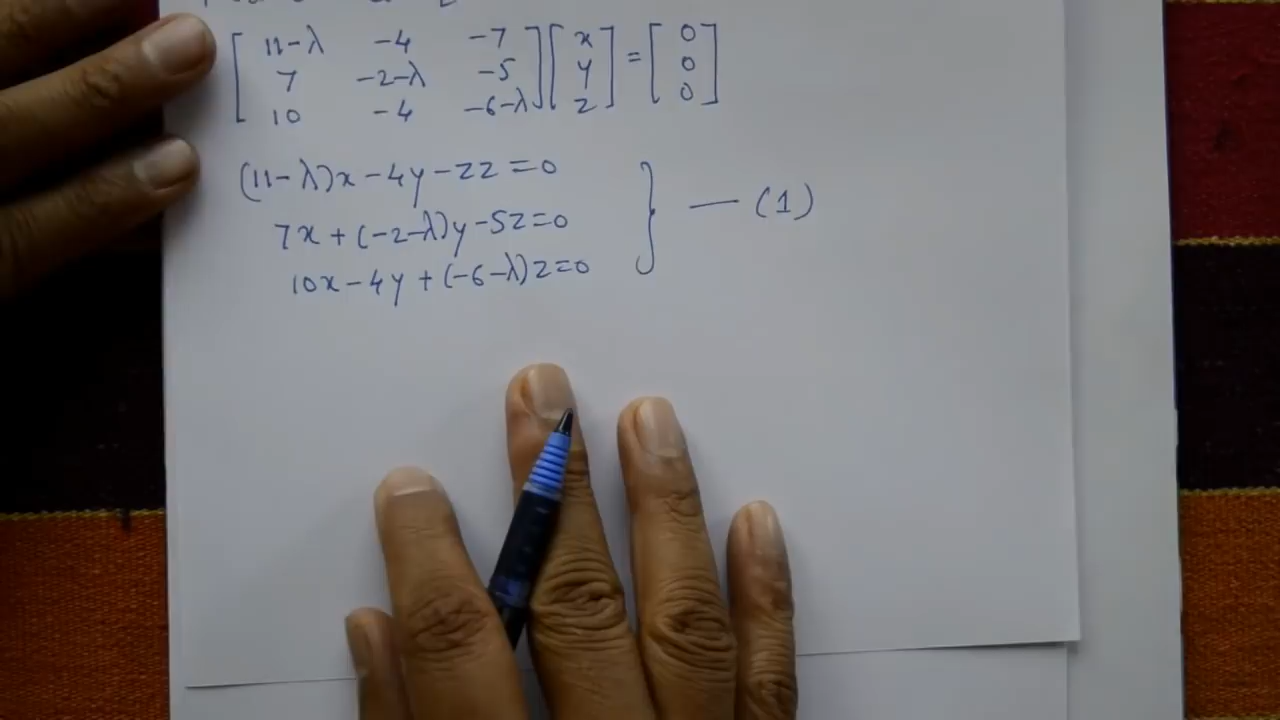 [ 11-λ -4 -7 ] [ x ] = [ 0 ]
[ 7 -2-λ -5 ] [ y ] [ 0 ]
[ 10 -4 -6-λ ] [ z ] [ 0 ]
(11-λ)x - 4y - 7z = 0
7x + (-2-λ)y - 5z = 0 } — (1)
10x - 4y + (-6-λ)z = 0